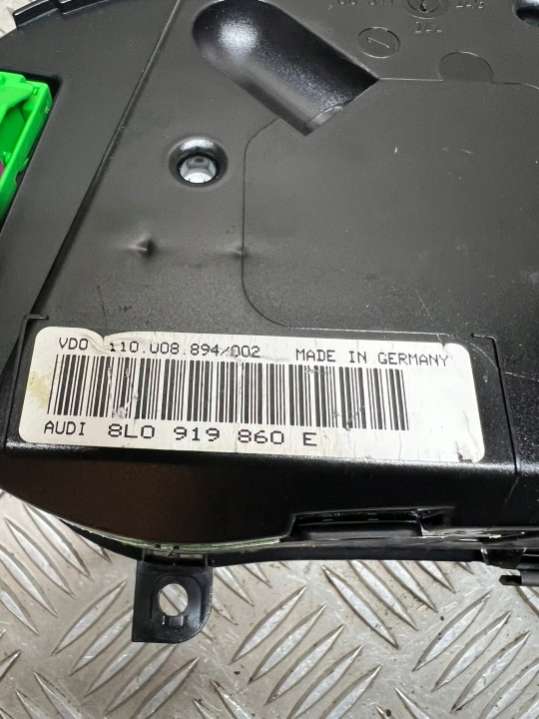 VDO 110.008.894/002 MADE IN GERMANY
AUDI 8L0 919 860 E